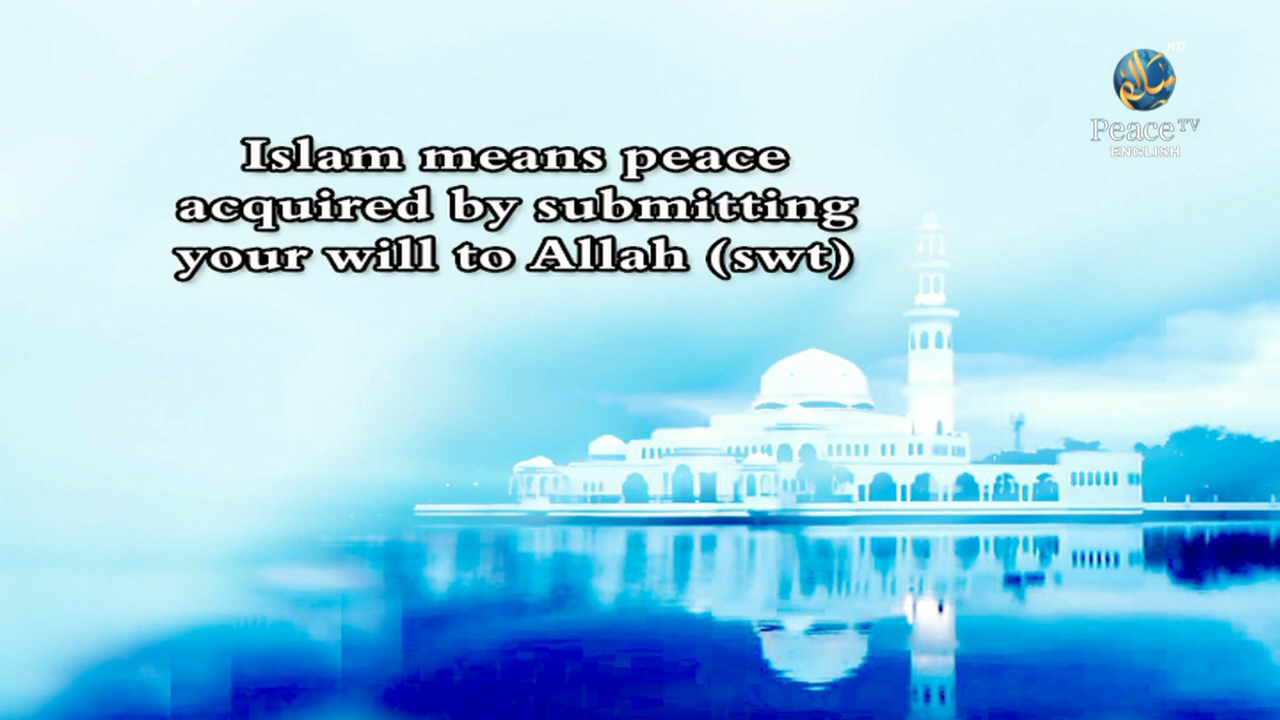 Islam means peace
acquired by submitting
your will to Allah (swt)
HD
Peace TV
ENGLISH